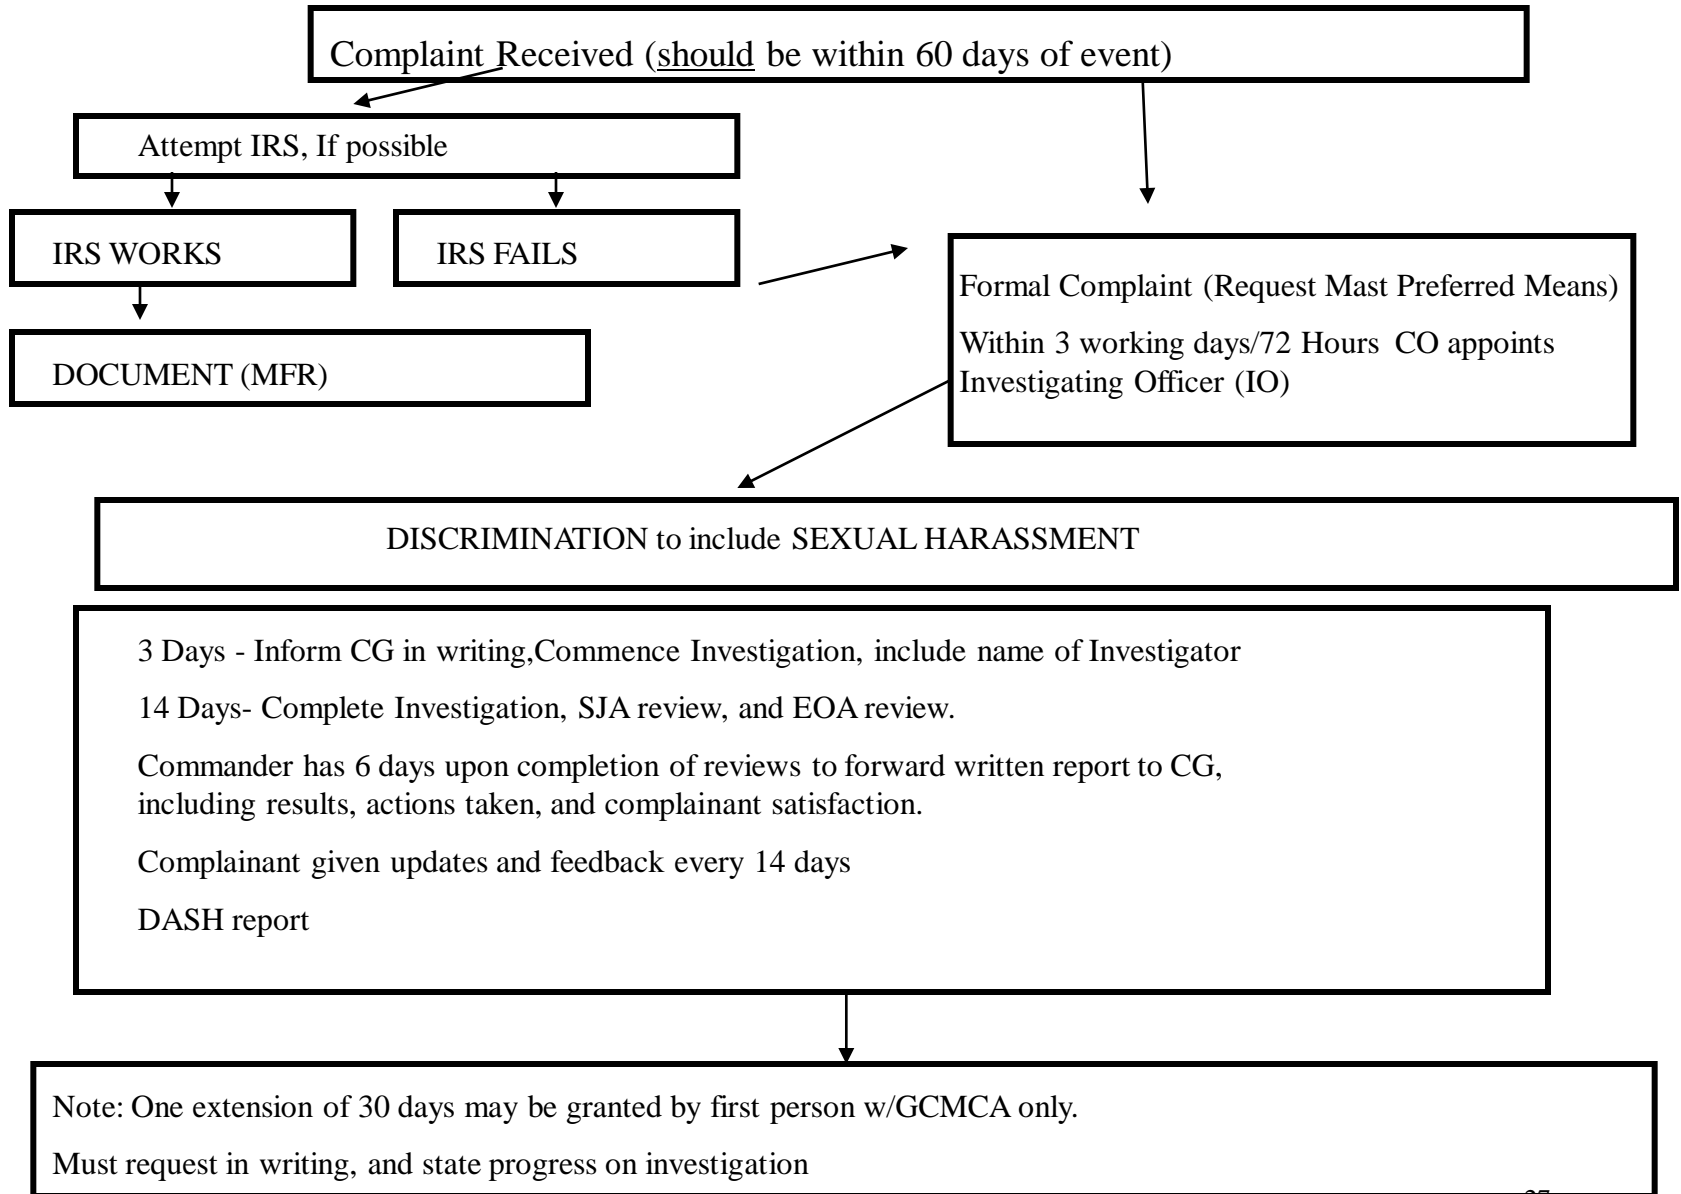 Complaint Received (should be within 60 days of event)
Attempt IRS, If possible
IRS WORKS
IRS FAILS
DOCUMENT (MFR)
Formal Complaint (Request Mast Preferred Means)
Within 3 working days/72 Hours CO appoints
Investigating Officer (IO)
DISCRIMINATION to include SEXUAL HARASSMENT
3 Days - Inform CG in writing,Commence Investigation, include name of Investigator
14 Days- Complete Investigation, SJA review, and EOA review.
Commander has 6 days upon completion of reviews to forward written report to CG,
including results, actions taken, and complainant satisfaction.
Complainant given updates and feedback every 14 days
DASH report
Note: One extension of 30 days may be granted by first person w/GCMCA only.
Must request in writing, and state progress on investigation